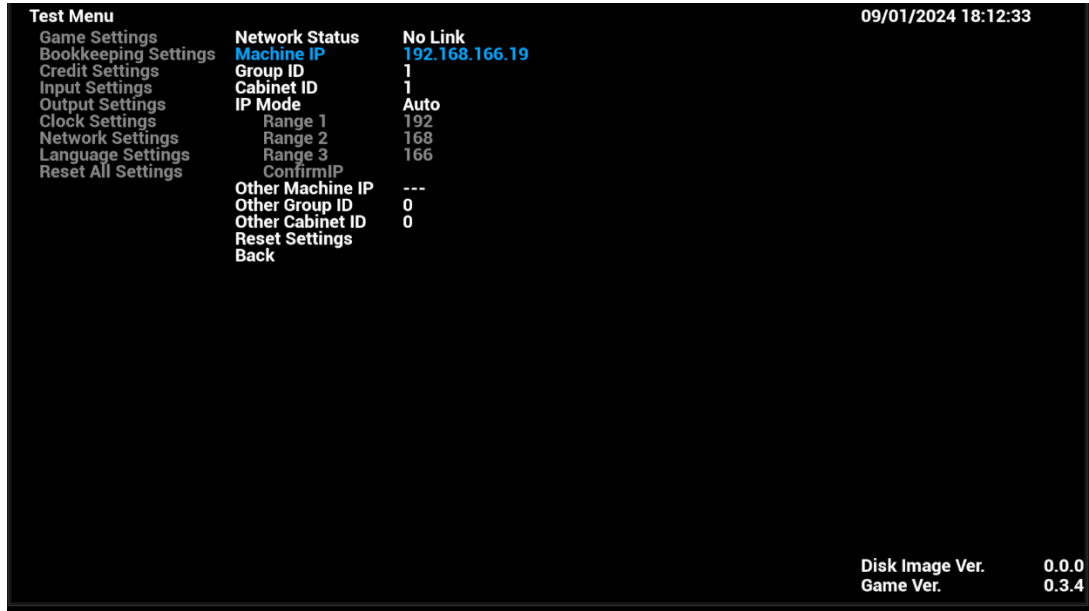 Test Menu 09/01/2024 18:12:33
Game Settings Network Status No Link
Bookkeeping Settings Machine IP 192.168.166.19
Credit Settings Group ID 1
Input Settings Cabinet ID 1
Output Settings IP Mode Auto
Clock Settings Range 1 192
Network Settings Range 2 168
Language Settings Range 3 166
Reset All Settings ConfirmIP
Other Machine IP ---
Other Group ID 0
Other Cabinet ID 0
Reset Settings
Back
Disk Image Ver. 0.0.0
Game Ver. 0.3.4